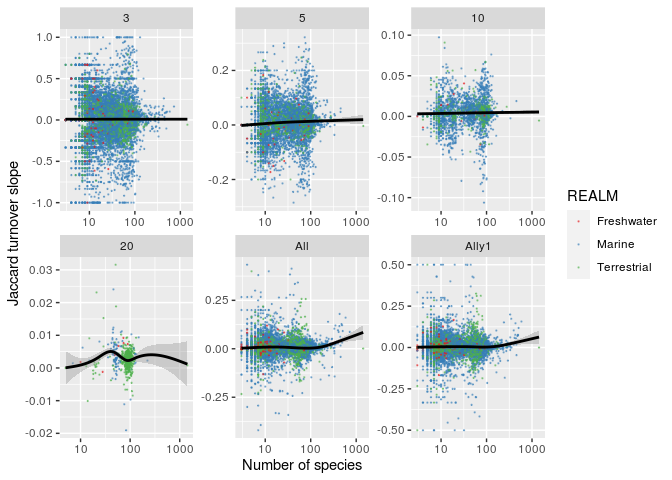 3 5 10
1.0
0.5
0.0
-0.5
-1.0
0.2
0.0
-0.2
0.10
0.05
0.00
-0.05
-0.10
10 100 1000
10 100 1000
10 100 1000
20 All Ally1
0.03
0.02
0.01
0.00
-0.01
-0.02
0.25
0.00
-0.25
0.50
0.25
0.00
-0.25
-0.50
10 100 1000
10 100 1000
10 100 1000
Number of species
Jaccard turnover slope
REALM
Freshwater
Marine
Terrestrial